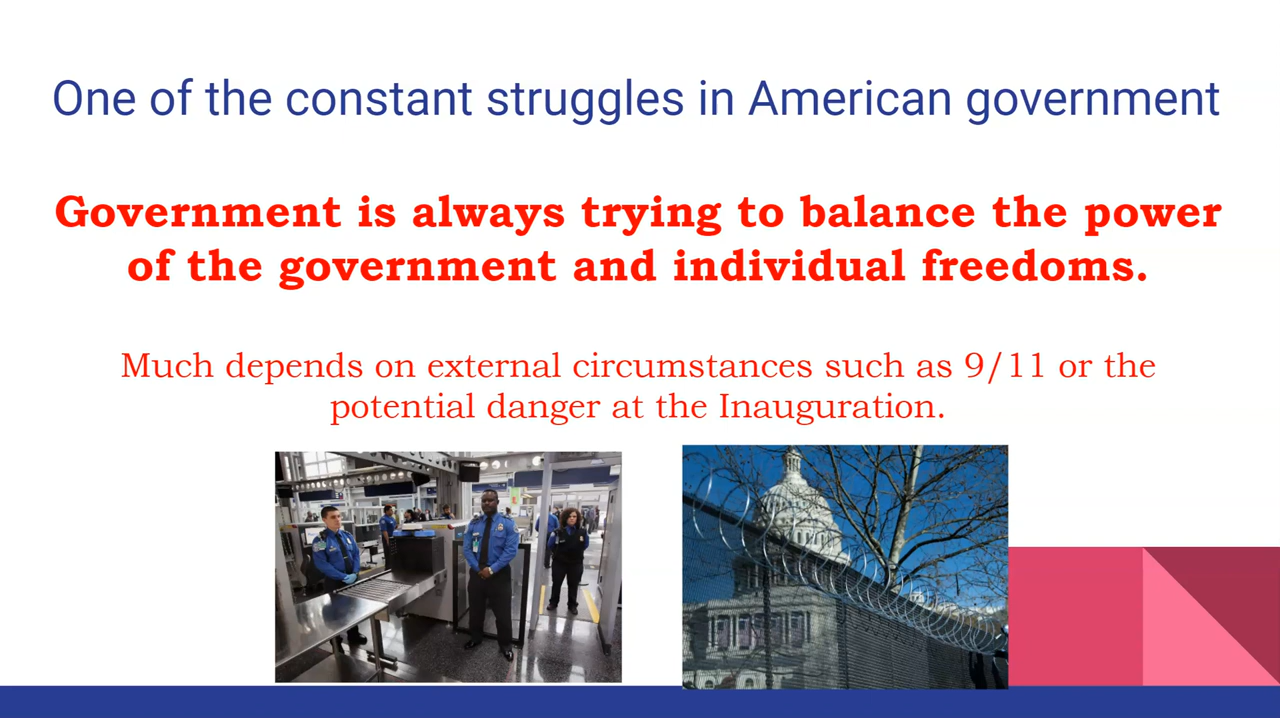 One of the constant struggles in American government
Government is always trying to balance the power
of the government and individual freedoms.
Much depends on external circumstances such as 9/11 or the
potential danger at the Inauguration.